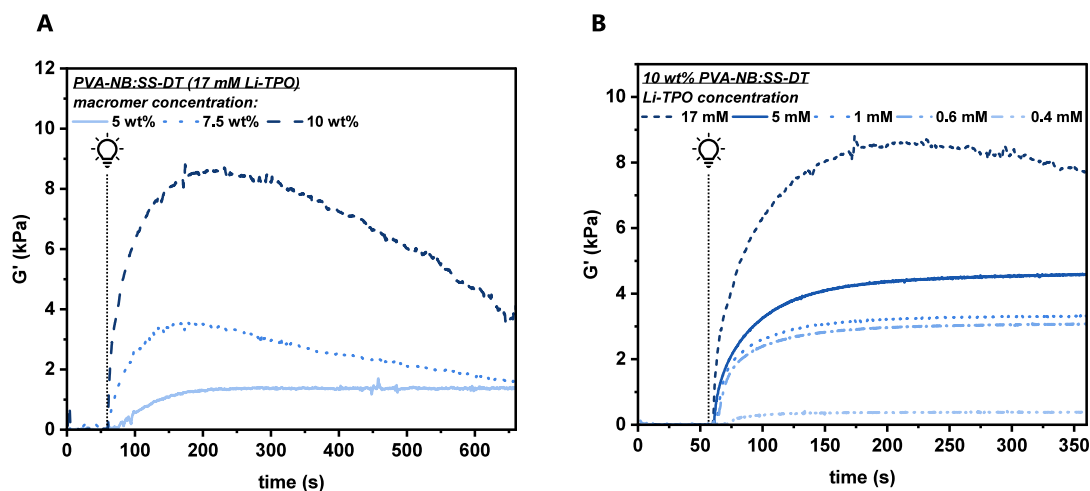 A
PVA-NB:SS-DT (17 mM Li-TPO)
macromer concentration:
5 wt% 7.5 wt% 10 wt%
12
10
8
6
4
2
0
G' (kPa)
0 100 200 300 400 500 600
time (s)
B
10 wt% PVA-NB:SS-DT
Li-TPO concentration
17 mM 5 mM 1 mM 0.6 mM 0.4 mM
10
8
6
4
2
0
G' (kPa)
0 50 100 150 200 250 300 350
time (s)